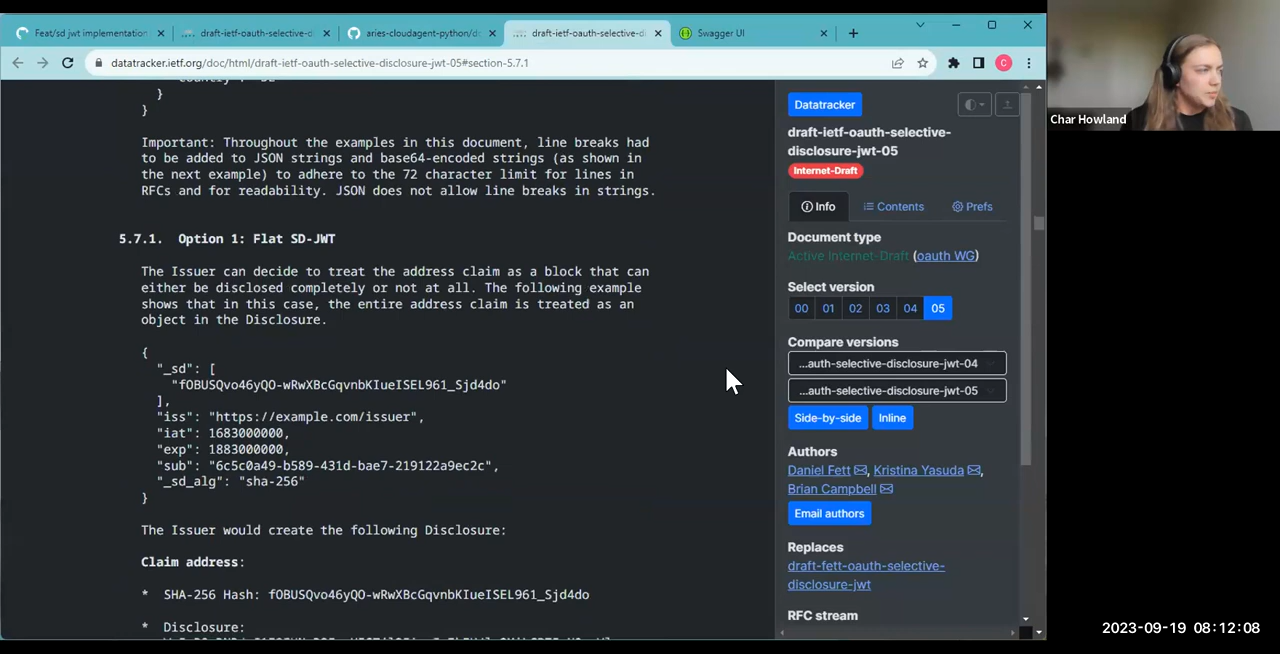 Feat/sd jwt implementation
draft-ietf-oauth-selective-d
aries-cloudagent-python/d
draft-ietf-oauth-selective-d
Swagger UI
datatracker.ietf.org/doc/html/draft-ietf-oauth-selective-disclosure-jwt-05#section-5.7.1
C
}
}
Important: Throughout the examples in this document, line breaks had
to be added to JSON strings and base64-encoded strings (as shown in
the next example) to adhere to the 72 character limit for lines in
RFCs and for readability. JSON does not allow line breaks in strings.
5.7.1. Option 1: Flat SD-JWT
The Issuer can decide to treat the address claim as a block that can
either be disclosed completely or not at all. The following example
shows that in this case, the entire address claim is treated as an
object in the Disclosure.
{
"_sd": [
"fOBUSQvo46yQO-wRwXBcGqvnbKIueISEL961_Sjd4do"
],
"iss": "https://example.com/issuer",
"iat": 1683000000,
"exp": 1883000000,
"sub": "6c5c0a49-b589-431d-bae7-219122a9ec2c",
"_sd_alg": "sha-256"
}
The Issuer would create the following Disclosure:
Claim address:
* SHA-256 Hash: fOBUSQvo46yQO-wRwXBcGqvnbKIueISEL961_Sjd4do
* Disclosure:
Datatracker
draft-ietf-oauth-selective-
disclosure-jwt-05
Internet-Draft
Info
Contents
Prefs
Document type
Active Internet-Draft (oauth WG)
Select version
00 01 02 03 04 05
Compare versions
...auth-selective-disclosure-jwt-04
...auth-selective-disclosure-jwt-05
Side-by-side
Inline
Authors
Daniel Fett, Kristina Yasuda,
Brian Campbell
Email authors
Replaces
draft-fett-oauth-selective-
disclosure-jwt
RFC stream
Char Howland
2023-09-19 08:12:08